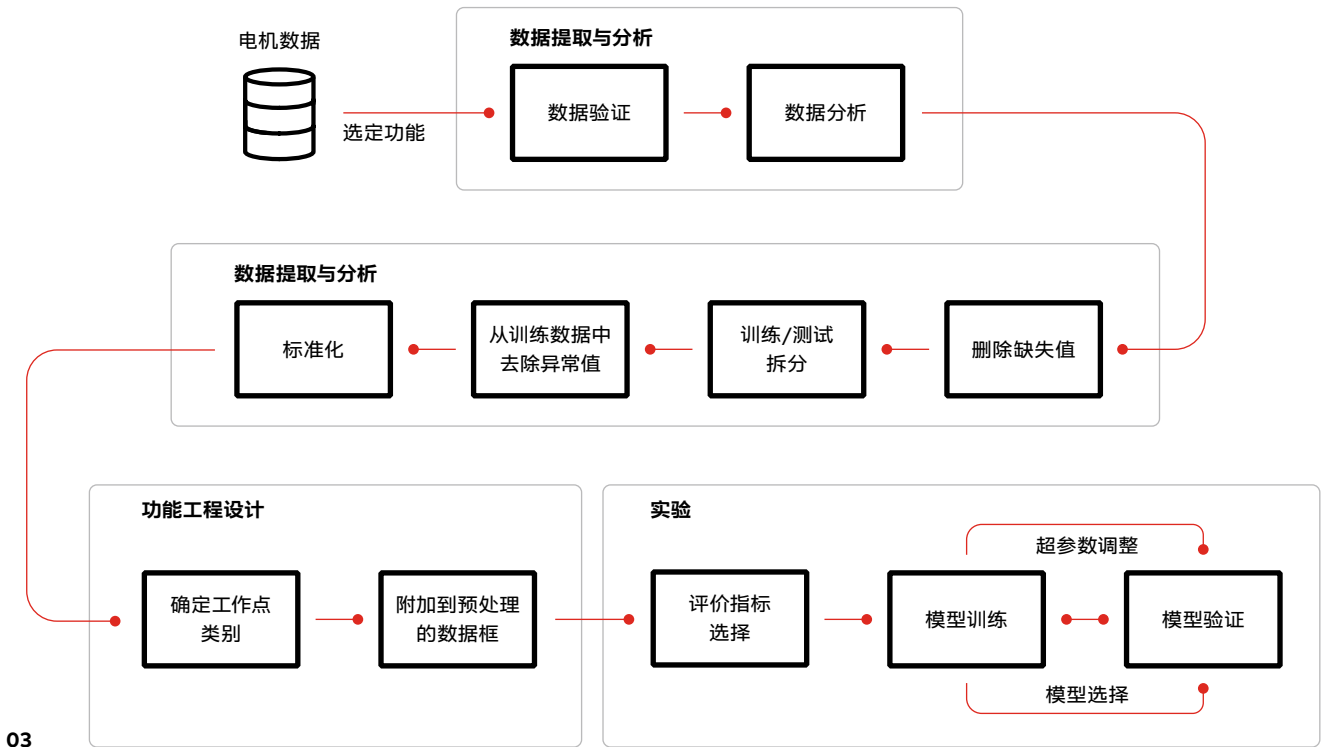 电机数据
选定功能
数据提取与分析
数据验证
数据分析
数据提取与分析
标准化
从训练数据中
去除异常值
训练/测试
拆分
删除缺失值
功能工程设计
确定工作点
类别
附加到预处理
的数据框
实验
评价指标
选择
超参数调整
模型训练
模型验证
模型选择
03